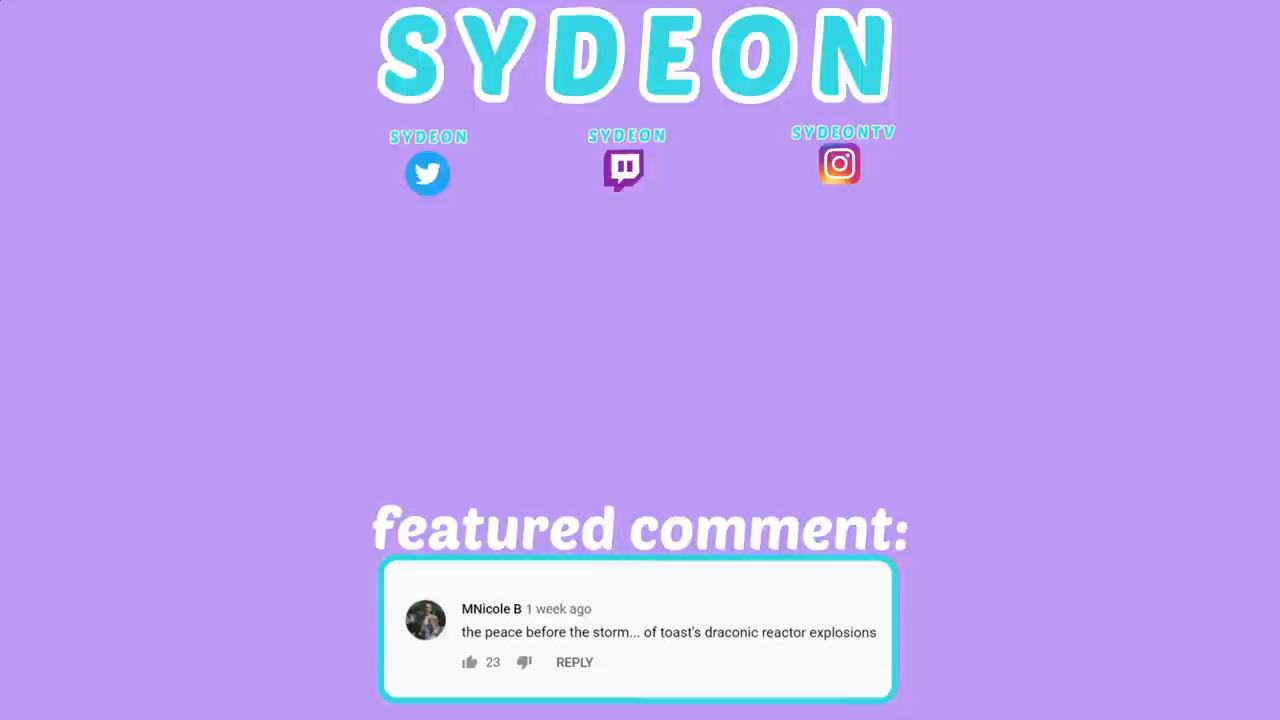 SYDEON
SYDEON
SYDEON
SYDEONTV
featured comment:
MNicole B 1 week ago
the peace before the storm... of toast's draconic reactor explosions
23 REPLY